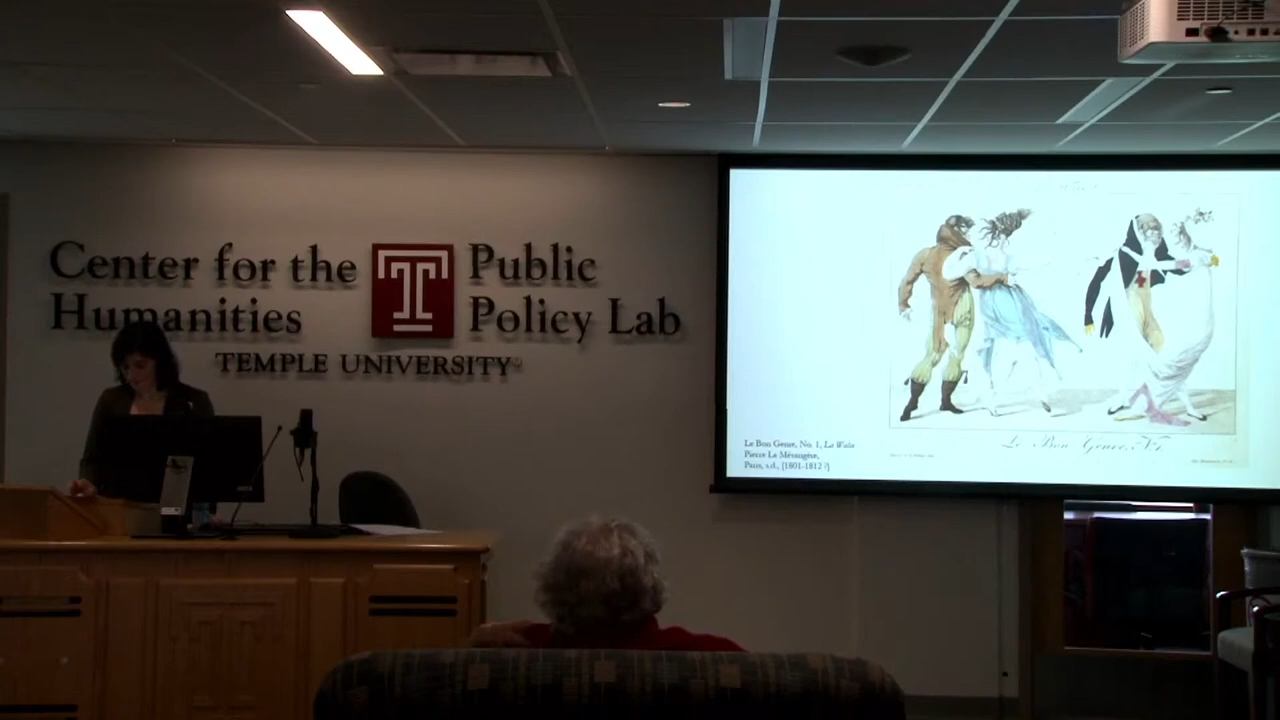 Center for the
Humanities
T
Public
Policy Lab
TEMPLE UNIVERSITY®
Le Bon Genre, No. 1, La Walse
Pierre La Mésangère,
Paris, s.d., [1801-1812 ?]
Le Bon Genre, N.º 1.